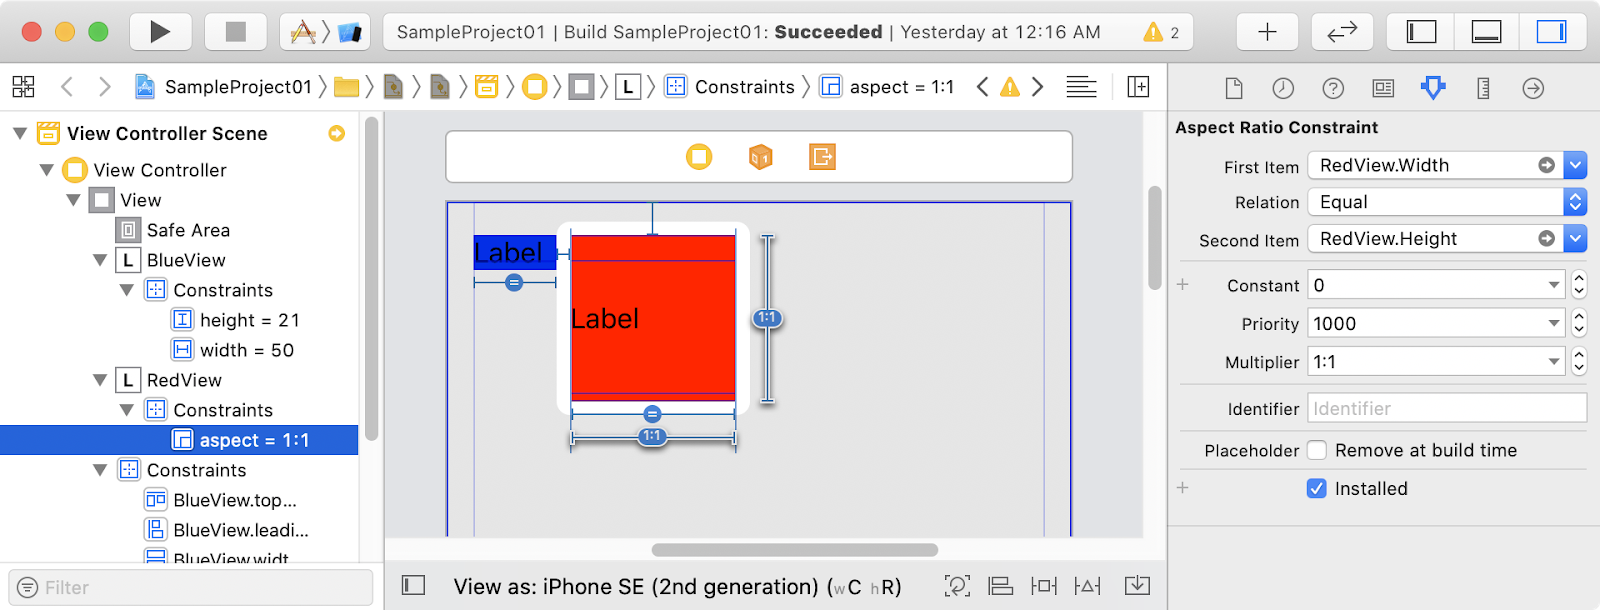 SampleProject01 | Build SampleProject01: Succeeded | Yesterday at 12:16 AM
2
SampleProject01
L
Constraints
aspect = 1:1
View Controller Scene
View Controller
View
Safe Area
L BlueView
Constraints
height = 21
width = 50
L RedView
Constraints
aspect = 1:1
Constraints
BlueView.top...
BlueView.leadi...
BlueView.widt
Filter
Label
=
Label
1:1
=
1:1
View as: iPhone SE (2nd generation) (wC hR)
Aspect Ratio Constraint
First Item RedView.Width
Relation Equal
Second Item RedView.Height
+ Constant 0
Priority 1000
Multiplier 1:1
Identifier Identifier
Placeholder Remove at build time
+ Installed